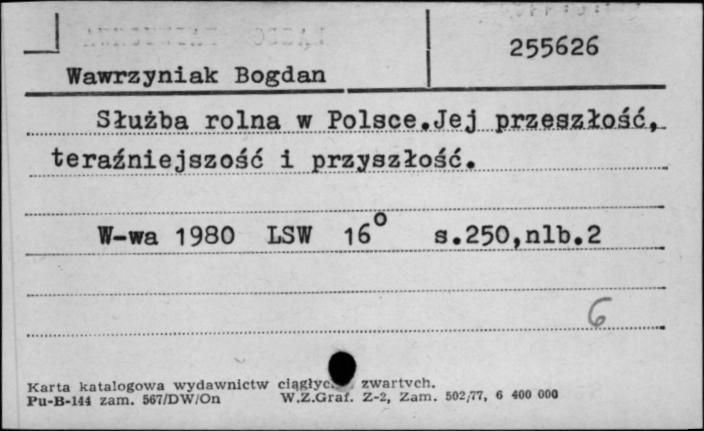 255626
Wawrzyniak Bogdan
Służba rolna w Polsce.Jej przeszłość,
teraźniejszość i przyszłość.
W-wa 1980 LSW 16° s.250,nlb.2
6
Karta katalogowa wydawnictw zwartych.
Pu-B-144 zam. 567/DW/On W.Z.Graf. Z-2, Zam. 502/77, 6 400 000